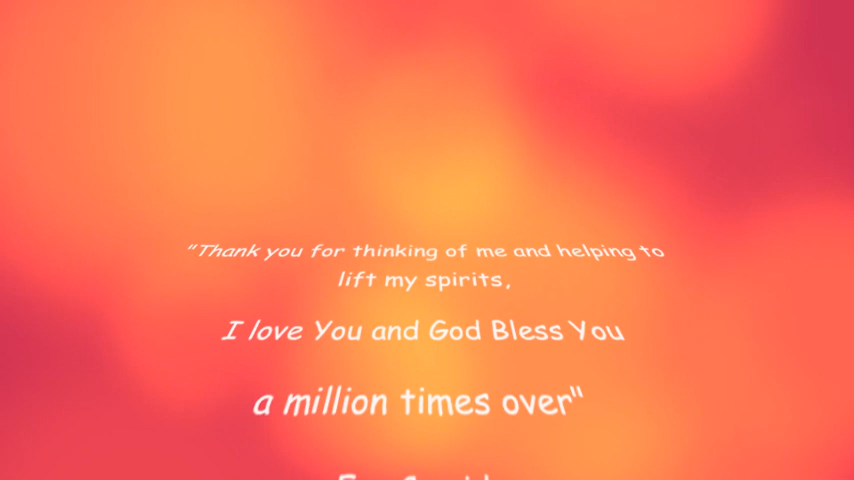 "Thank you for thinking of me and helping to
lift my spirits,
I love You and God Bless You
a million times over"